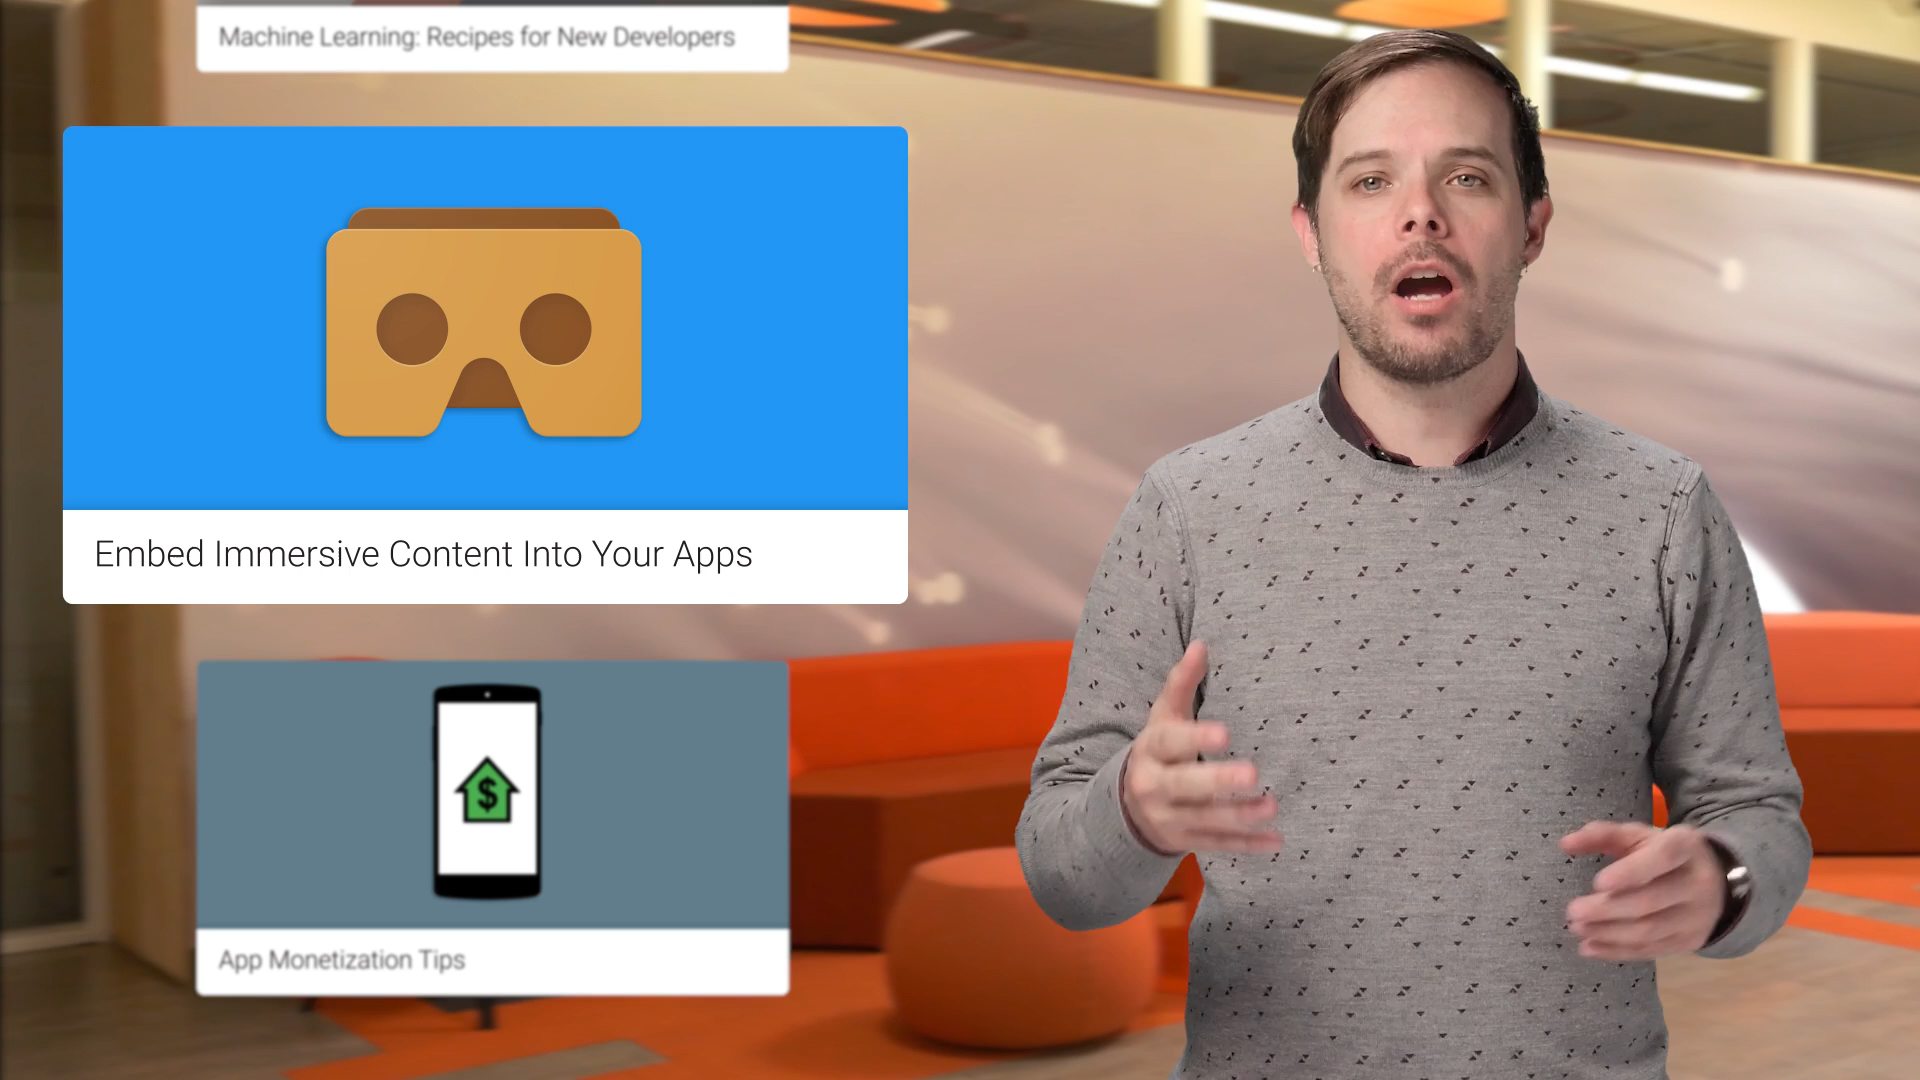 Machine Learning: Recipes for New Developers
Embed Immersive Content Into Your Apps
$
App Monetization Tips